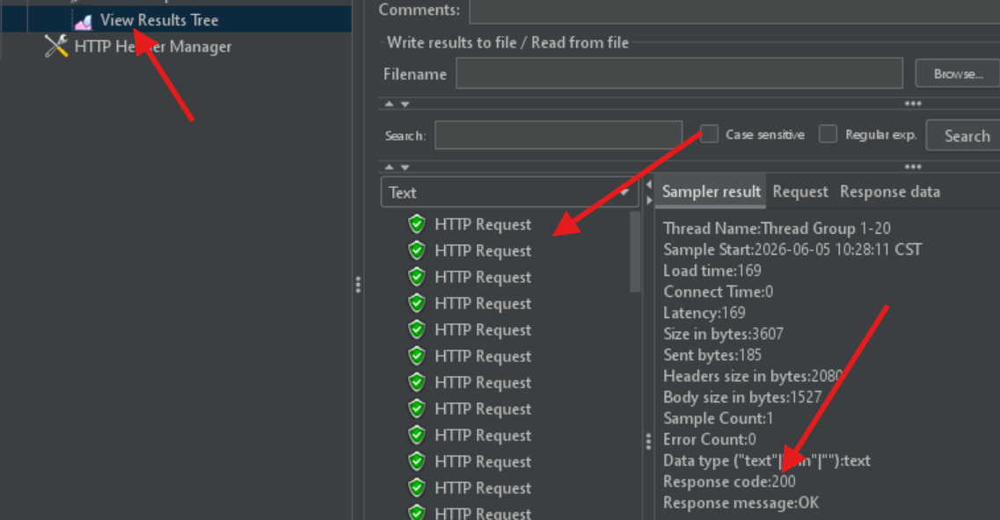 View Results Tree
Comments:
Write results to file / Read from file
Filename
Browse...
Search:
Case sensitive
Regular exp.
Search
Text
Sampler result Request Response data
HTTP Request
HTTP Request
HTTP Request
HTTP Request
HTTP Request
HTTP Request
HTTP Request
HTTP Request
HTTP Request
HTTP Request
HTTP Request
HTTP Request
Thread Name:Thread Group 1-20
Sample Start:2026-06-05 10:28:11 CST
Load time:169
Connect Time:0
Latency:169
Size in bytes:3607
Sent bytes:185
Headers size in bytes:2080
Body size in bytes:1527
Sample Count:1
Error Count:0
Data type ("text"| |""):text
Response code:200
Response message:OK
HTTP Manager